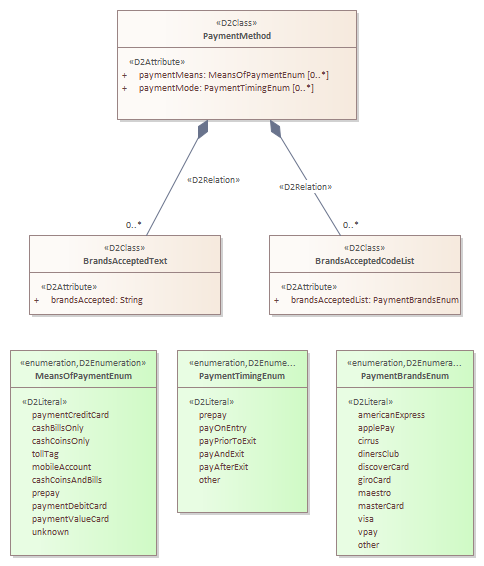 «D2Class»
PaymentMethod
«D2Attribute»
+ paymentMeans: MeansOfPaymentEnum [0..*]
+ paymentMode: PaymentTimingEnum [0..*]
«D2Relation»
«D2Relation»
0..*
0..*
«D2Class»
BrandsAcceptedText
«D2Attribute»
+ brandsAccepted: String
«D2Class»
BrandsAcceptedCodeList
«D2Attribute»
+ brandsAcceptedList: PaymentBrandsEnum
«enumeration,D2Enumeration»
MeansOfPaymentEnum
«D2Literal»
paymentCreditCard
cashBillsOnly
cashCoinsOnly
tollTag
mobileAccount
cashCoinsAndBills
prepay
paymentDebitCard
paymentValueCard
unknown
«enumeration,D2Enume...
PaymentTimingEnum
«D2Literal»
prepay
payOnEntry
payPriorToExit
payAndExit
payAfterExit
other
«enumeration,D2Enumera...
PaymentBrandsEnum
«D2Literal»
americanExpress
applePay
cirrus
dinersClub
discoverCard
giroCard
maestro
masterCard
visa
vpay
other